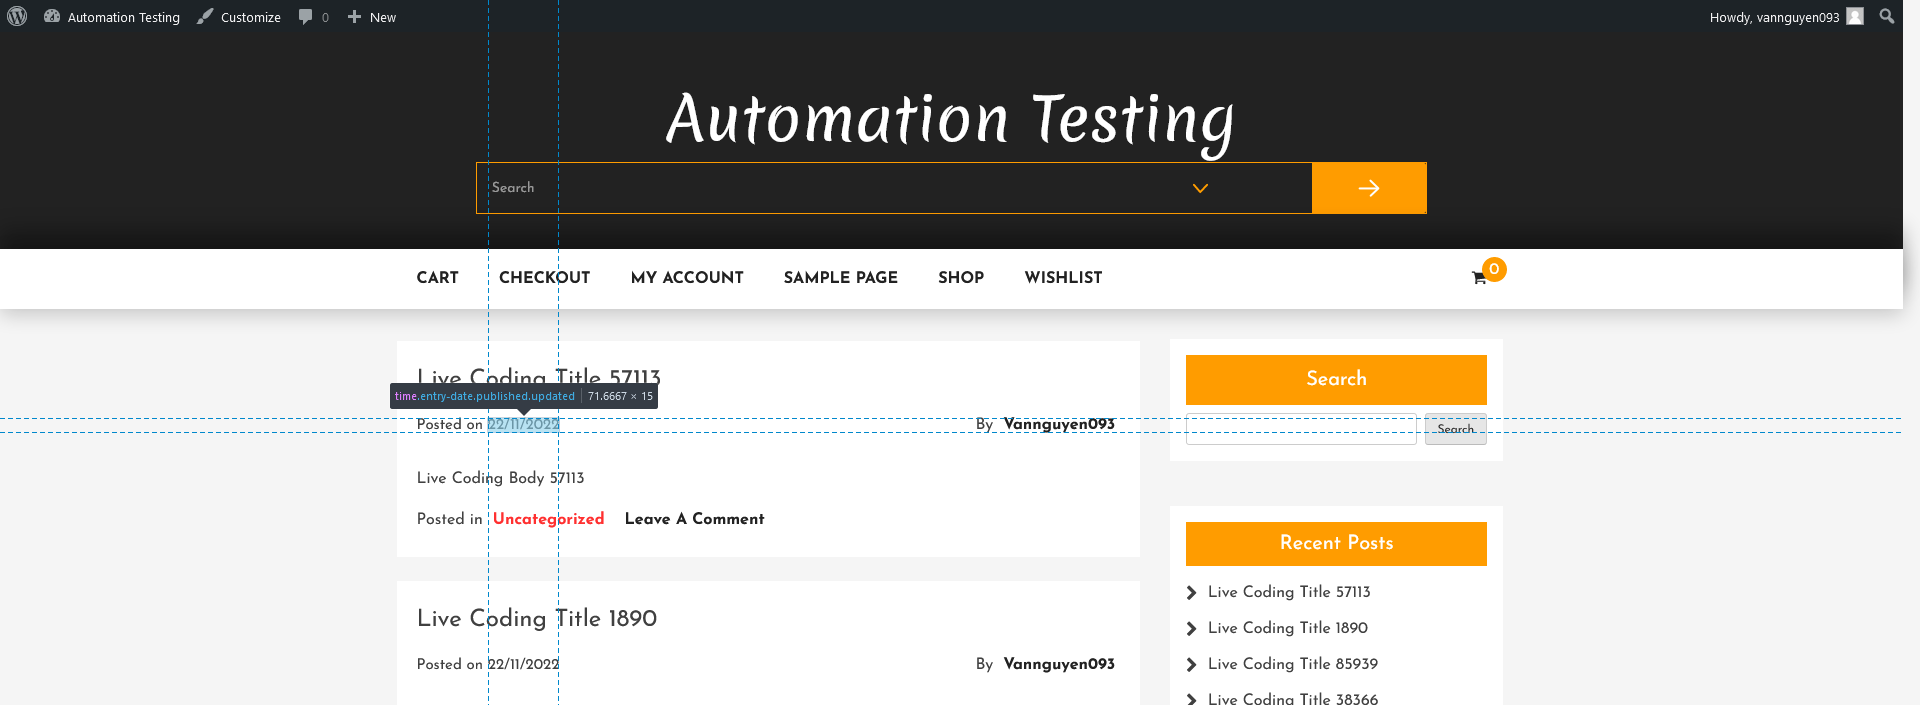 Automation Testing Customize 0 New Howdy, vannguyen093
Automation Testing
Search
CART CHECKOUT MY ACCOUNT SAMPLE PAGE SHOP WISHLIST 0
Live Coding Title 57113
time.entry-date.published.updated 71.6667 × 15
Posted on 22/11/2022 By Vannguyen093
Live Coding Body 57113
Posted in Uncategorized Leave A Comment
Live Coding Title 1890
Posted on 22/11/2022 By Vannguyen093
Search
Search
Recent Posts
Live Coding Title 57113
Live Coding Title 1890
Live Coding Title 85939
Live Coding Title 38366